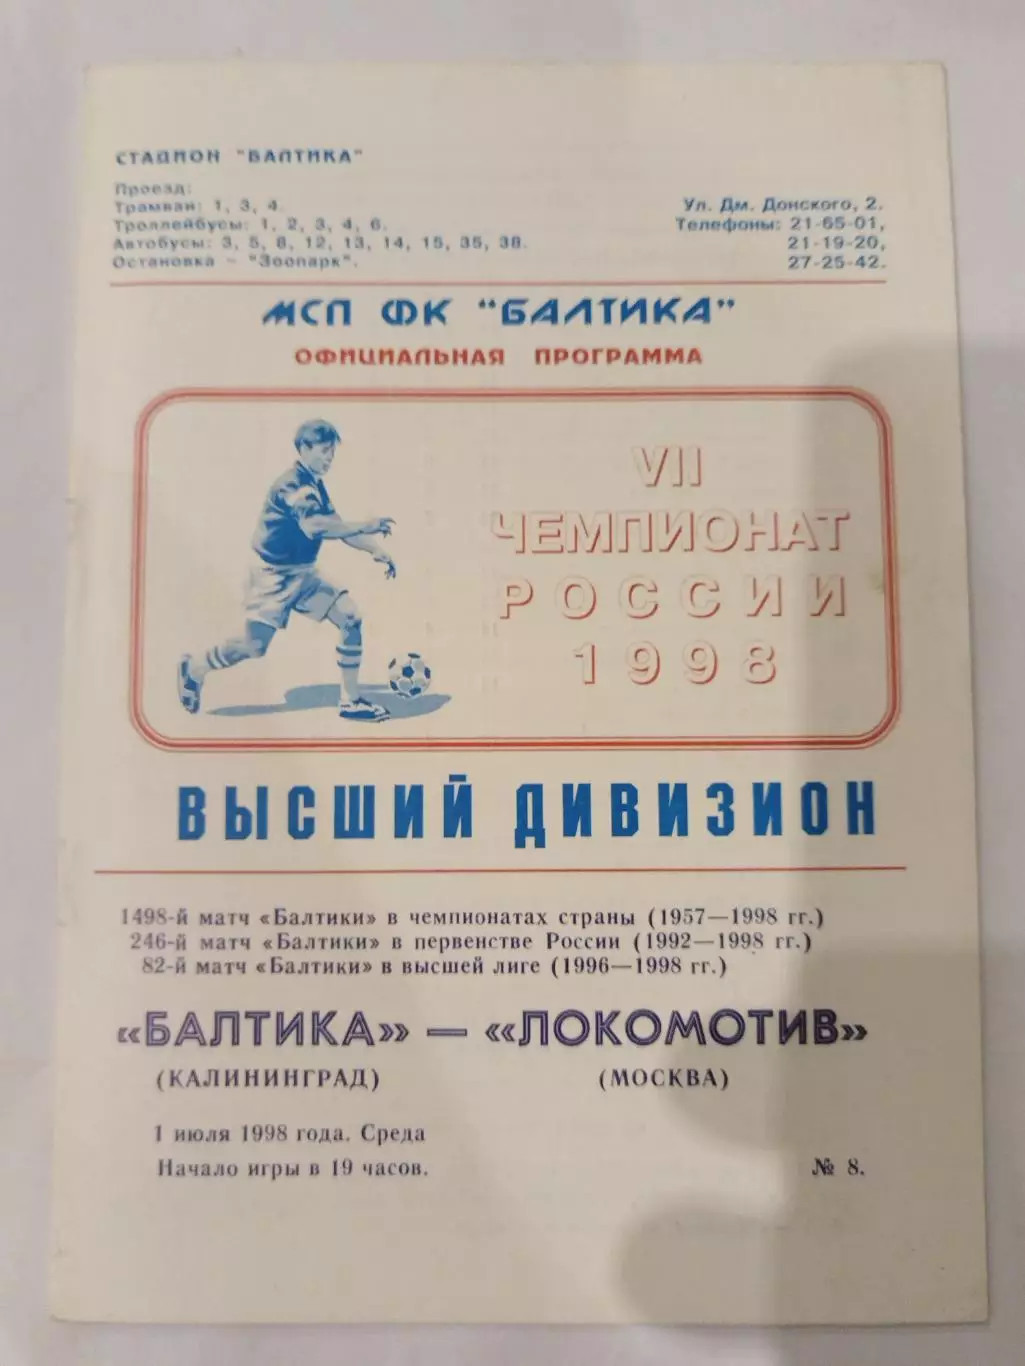 СТАДИОН "БАЛТИКА"
Проезд:
Трамваи: 1, 3, 4.
Троллейбусы: 1, 2, 3, 4, 6.
Автобусы: 3, 5, 8, 12, 13, 14, 15, 35, 38.
Остановка – "Зоопарк".
Ул. Дм. Донского, 2.
Телефоны: 21-65-01,
21-19-20,
27-25-42.
МСП ФК "БАЛТИКА"
ОФИЦИАЛЬНАЯ ПРОГРАММА
VII
ЧЕМПИОНАТ
РОССИИ
1998
ВЫСШИЙ ДИВИЗИОН
1498-й матч «Балтики» в чемпионатах страны (1957—1998 гг.)
246-й матч «Балтики» в первенстве России (1992—1998 гг.)
82-й матч «Балтики» в высшей лиге (1996—1998 гг.)
«БАЛТИКА» — «ЛОКОМОТИВ»
(КАЛИНИНГРАД) (МОСКВА)
1 июля 1998 года. Среда
Начало игры в 19 часов. № 8.